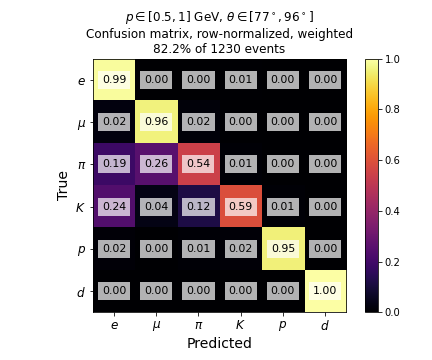 p ∈ [0.5, 1] GeV, θ ∈ [77°, 96°]
Confusion matrix, row-normalized, weighted
82.2% of 1230 events
e 0.99 0.00 0.00 0.01 0.00 0.00
μ 0.02 0.96 0.02 0.00 0.00 0.00
π 0.19 0.26 0.54 0.01 0.00 0.00
K 0.24 0.04 0.12 0.59 0.01 0.00
p 0.02 0.00 0.01 0.02 0.95 0.00
d 0.00 0.00 0.00 0.00 0.00 1.00
e μ π K p d
True
Predicted
1.0
0.8
0.6
0.4
0.2
0.0